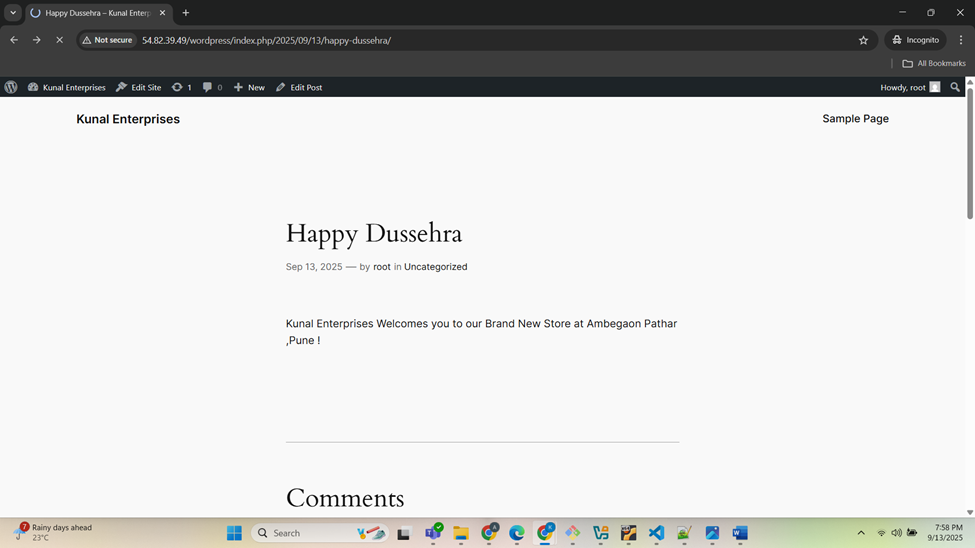 Happy Dussehra – Kunal Enterp
Not secure 54.82.39.49/wordpress/index.php/2025/09/13/happy-dussehra/ Incognito
All Bookmarks
Kunal Enterprises Edit Site 1 0 New Edit Post Howdy, root
Kunal Enterprises Sample Page
Happy Dussehra
Sep 13, 2025 — by root in Uncategorized
Kunal Enterprises Welcomes you to our Brand New Store at Ambegaon Pathar
,Pune !
Comments
7 Rainy days ahead
23°C
Search
7:58 PM
9/13/2025